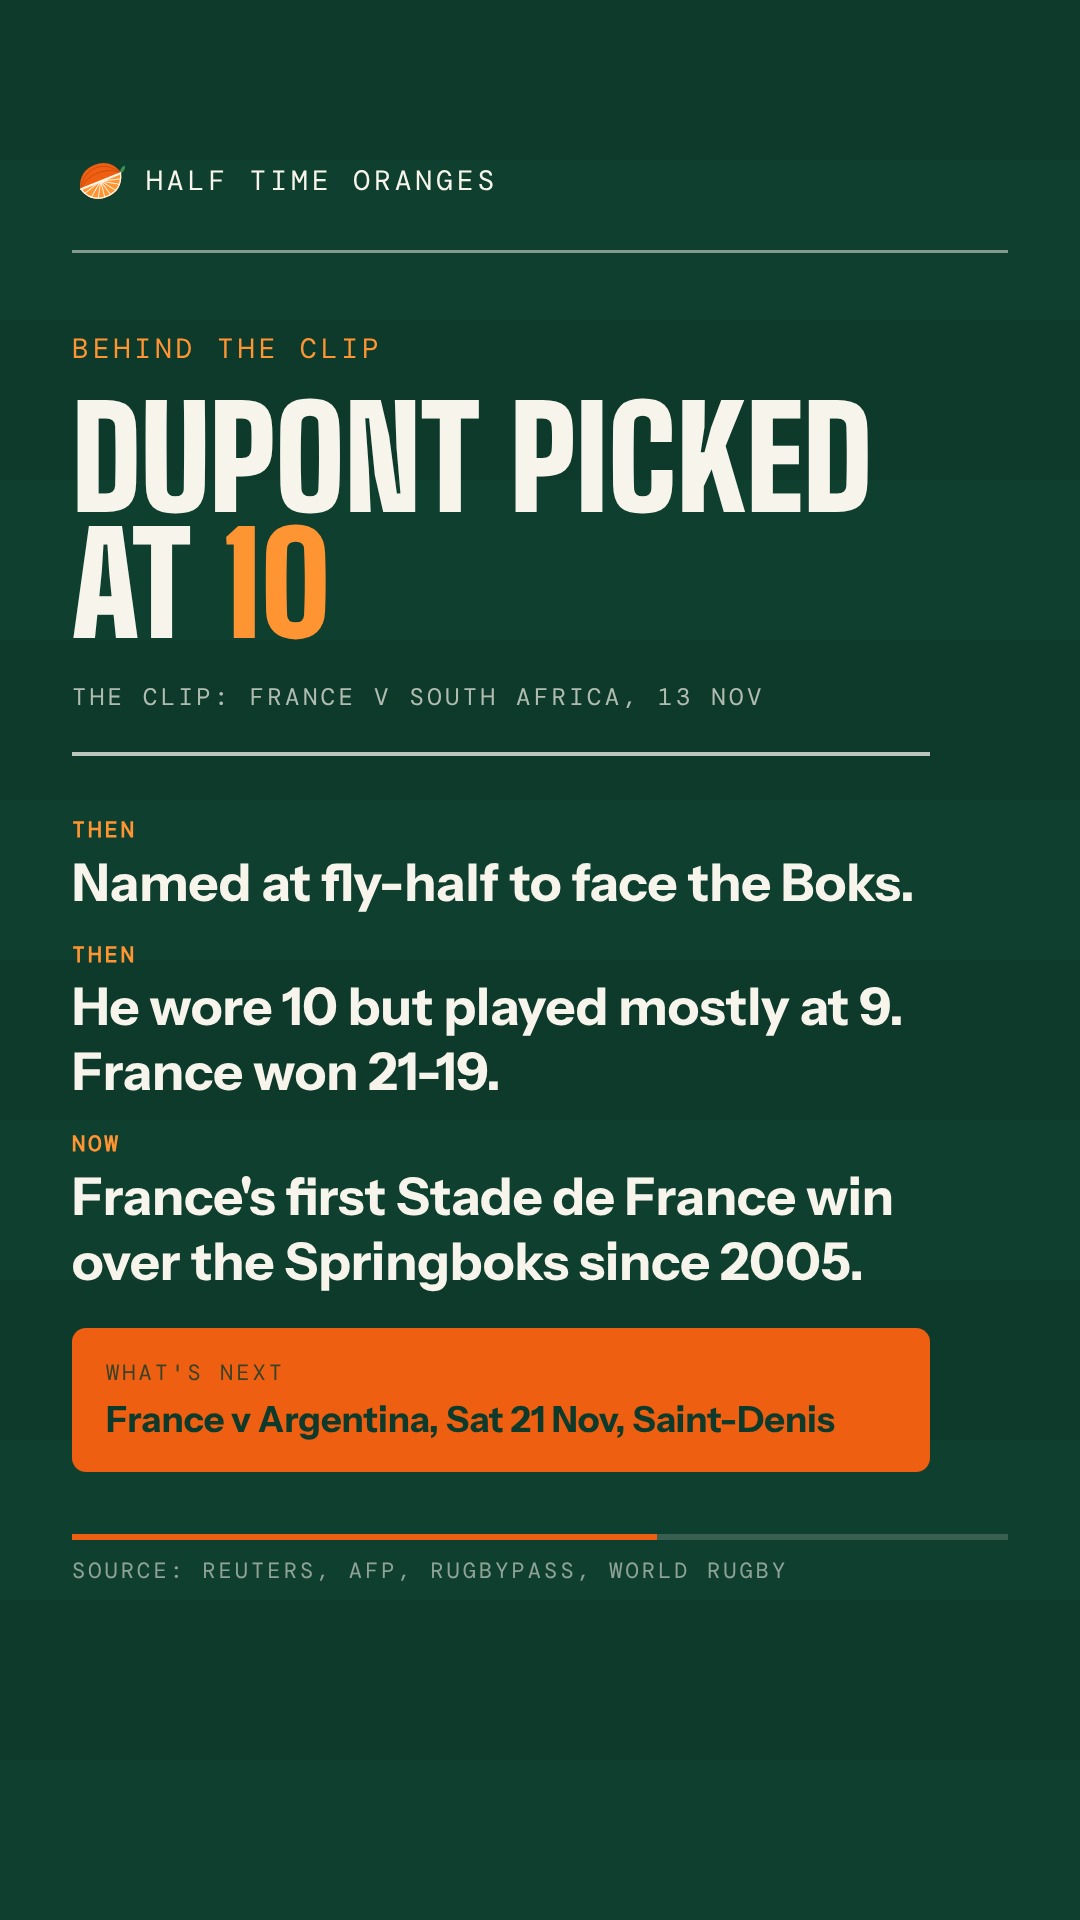 HALF TIME ORANGES
BEHIND THE CLIP
DUPONT PICKED
AT 10
THE CLIP: FRANCE V SOUTH AFRICA, 13 NOV
THEN
Named at fly-half to face the Boks.
THEN
He wore 10 but played mostly at 9.
France won 21-19.
NOW
France's first Stade de France win
over the Springboks since 2005.
WHAT'S NEXT
France v Argentina, Sat 21 Nov, Saint-Denis
SOURCE: REUTERS, AFP, RUGBYPASS, WORLD RUGBY